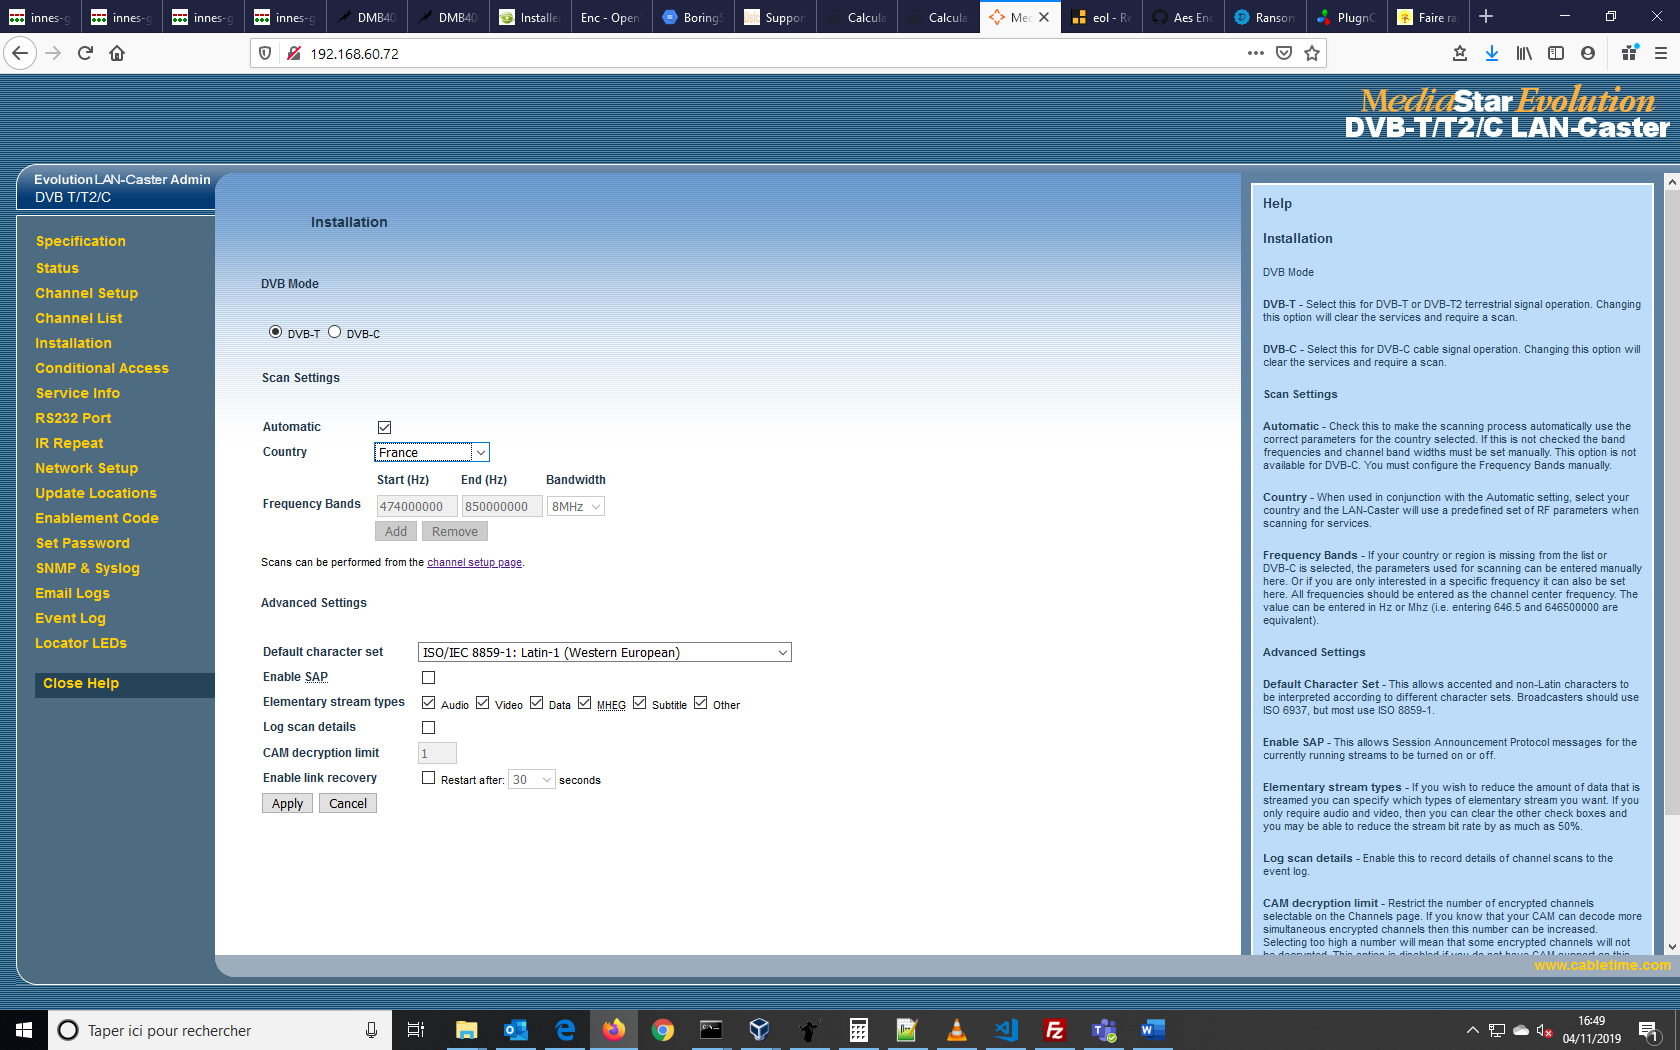 innes-g
innes-g
innes-g
innes-g
DMB40
DMB40
Installe
Enc - Open
BoringS
Suppor
Calcula
Calcula
Me
eol - Re
Aes Enc
Ransom
PlugnC
Faire ra
192.168.60.72
MediaStar Evolution
DVB-T/T2/C LAN-Caster
Evolution LAN-Caster Admin
DVB T/T2/C
Specification
Status
Channel Setup
Channel List
Installation
Conditional Access
Service Info
RS232 Port
IR Repeat
Network Setup
Update Locations
Enablement Code
Set Password
SNMP & Syslog
Email Logs
Event Log
Locator LEDs
Close Help
Installation
DVB Mode
DVB-T DVB-C
Scan Settings
Automatic
Country France
Start (Hz) End (Hz) Bandwidth
Frequency Bands 474000000 850000000 8MHz
Add Remove
Scans can be performed from the channel setup page.
Advanced Settings
Default character set ISO/IEC 8859-1: Latin-1 (Western European)
Enable SAP
Elementary stream types Audio Video Data MHEG Subtitle Other
Log scan details
CAM decryption limit 1
Enable link recovery Restart after: 30 seconds
Apply Cancel
Help
Installation
DVB Mode
DVB-T - Select this for DVB-T or DVB-T2 terrestrial signal operation. Changing
this option will clear the services and require a scan.
DVB-C - Select this for DVB-C cable signal operation. Changing this option will
clear the services and require a scan.
Scan Settings
Automatic - Check this to make the scanning process automatically use the
correct parameters for the country selected. If this is not checked the band
frequencies and channel band widths must be set manually. This option is not
available for DVB-C. You must configure the Frequency Bands manually.
Country - When used in conjunction with the Automatic setting, select your
country and the LAN-Caster will use a predefined set of RF parameters when
scanning for services.
Frequency Bands - If your country or region is missing from the list or
DVB-C is selected, the parameters used for scanning can be entered manually
here. Or if you are only interested in a specific frequency it can also be set
here. All frequencies should be entered as the channel center frequency. The
value can be entered in Hz or Mhz (i.e. entering 646.5 and 646500000 are
equivalent).
Advanced Settings
Default Character Set - This allows accented and non-Latin characters to
be interpreted according to different character sets. Broadcasters should use
ISO 6937, but most use ISO 8859-1.
Enable SAP - This allows Session Announcement Protocol messages for the
currently running streams to be turned on or off.
Elementary stream types - If you wish to reduce the amount of data that is
streamed you can specify which types of elementary stream you want. If you
only require audio and video, then you can clear the other check boxes and
you may be able to reduce the stream bit rate by as much as 50%.
Log scan details - Enable this to record details of channel scans to the
event log.
CAM decryption limit - Restrict the number of encrypted channels
selectable on the Channels page. If you know that your CAM can decode more
simultaneous encrypted channels then this number can be increased.
Selecting too high a number will mean that some encrypted channels will not
be decrypted. This option is disabled if you do not have CAM support on this
www.cabletime.com
Taper ici pour rechercher
16:49
04/11/2019
1